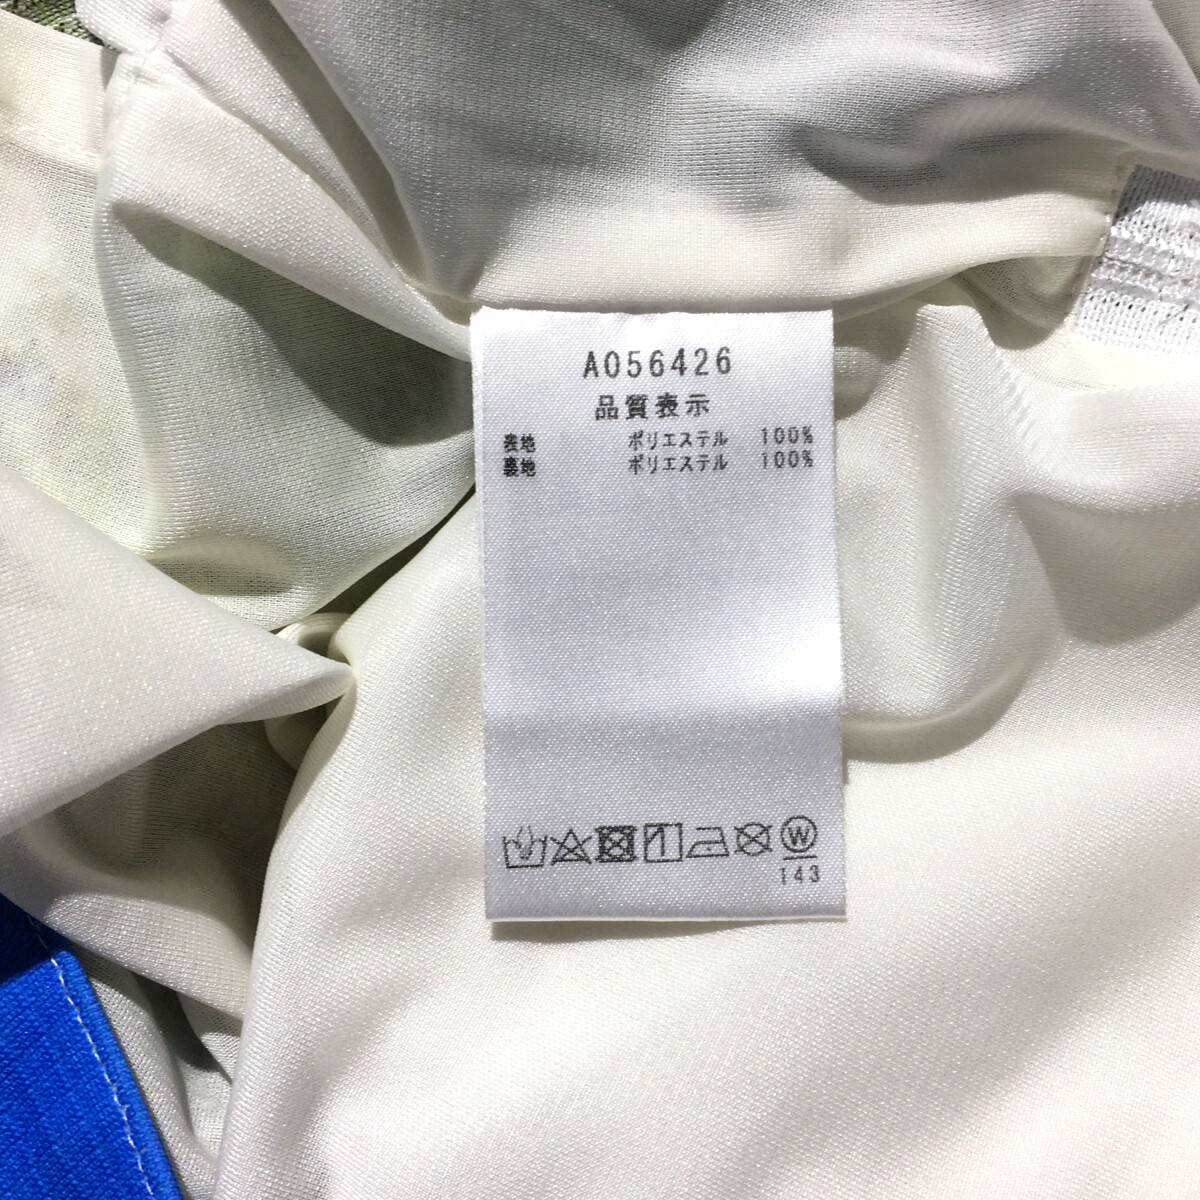 A056426
品質表示
表地 ポリエステル 100%
裏地 ポリエステル 100%
W
143